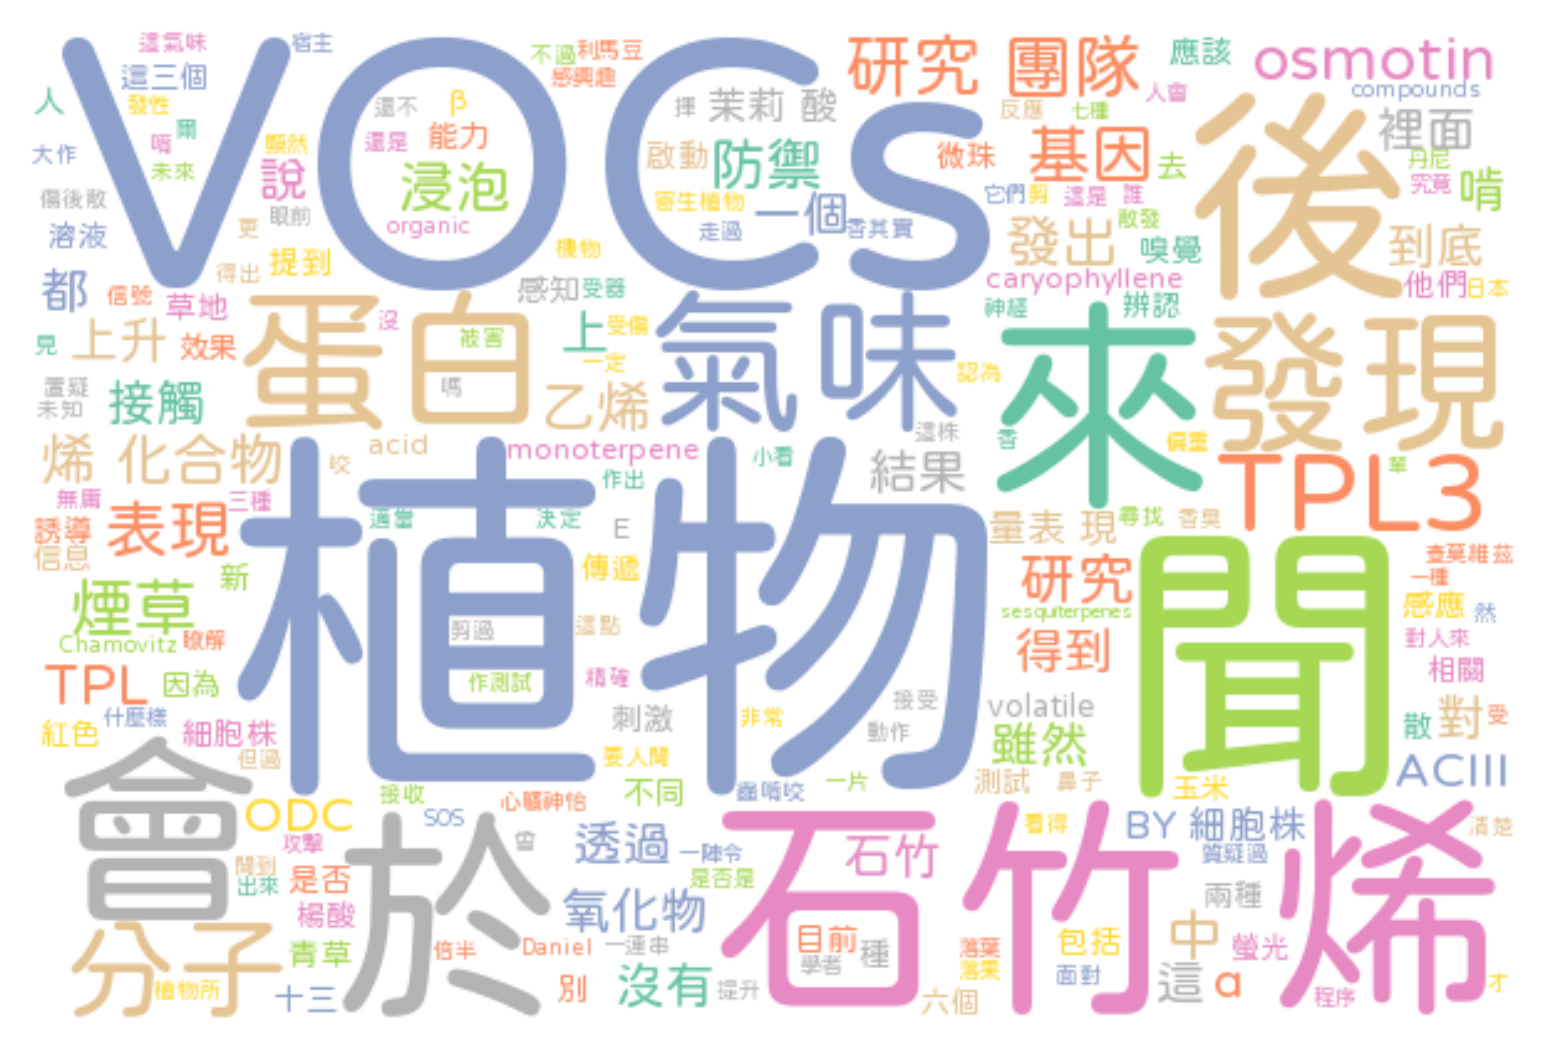 這氣味 宿主 不過 利馬豆 研究 團隊 應該 osmotin
這三個 感興趣 compounds
VOCs
人 發性 還不 β 揮 茉莉 酸 反應 七種 人會 後 裡面
爾 嗜 顯然 還是 能力 啟動 防禦 微珠 基因 去 丹尼
大作 未來 說 浸泡 寄生植物 它們 剪 這是 誰 究竟 啃
傷後散 眼前 organic 走過 一個 香其實 散發
溶液 更 得出 提到 機物 發出 嗅覺 到底
都 信號 草地 感知 受器 caryophyllene 他們 日本
神經 辨認
見 上升 效果 蛋白 沒 被害 上 受傷 氣味 來 發現
置疑 嗎 一定 認為
未知 接觸 乙烯
烯 化合物 咬 acid monoterpene 小看 這株 香 偏重 單
無庸 三種 作出 結果 TPL3
誘導 表現 適當 決定 E 量表 現 尋找 香臭
信息 新 植物 傳遞 研究 聞 查莫維茲
煙草 剪過 這點 sesquiterpenes 一種
Chamovitz 瞭解 感應 然
TPL 因為 作測試 精確 得到 對人來
什麼樣 刺激 非常 接受 volatile 相關
紅色 細胞株 動作 雖然 散 對 受
會 但過 要人聞 測試 鼻子 ACIII
接收 心曠神怡 不同 蟲嚙咬 一片 玉米
ODC SOS 看得 BY 細胞株 清楚
攻擊 於 曾 透過 一陣令 石竹 質疑過
聞到 是否 是否是 石竹烯
出來 楊酸 氧化物 兩種
分子 青草 倍半 Daniel 一連串 目前 種 落葉 包括 中 螢光
植物所 學者 落果
十三 別 沒有 提升 六個 面對 這 α 程序 才